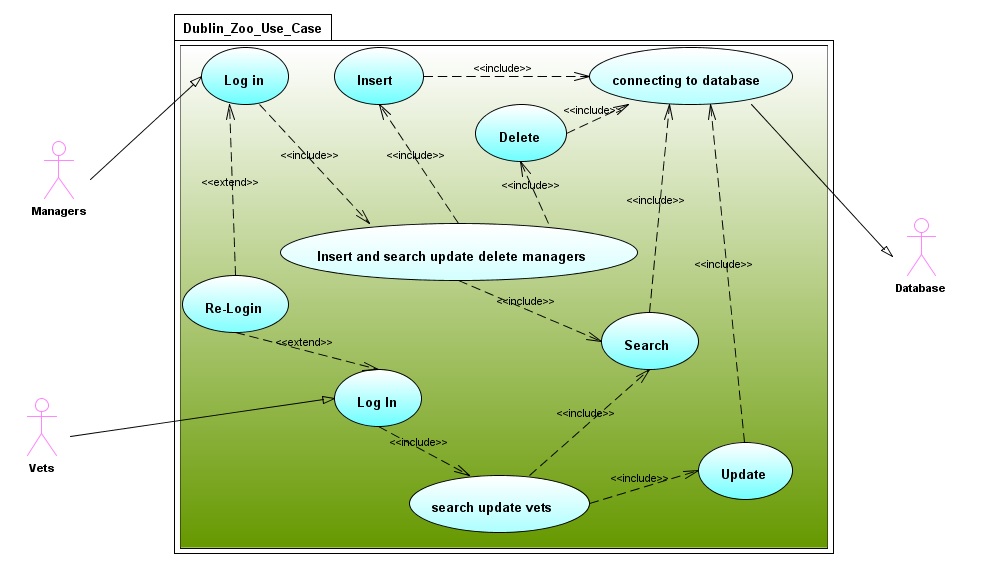 Dublin_Zoo_Use_Case
Log in
Insert
<<include>>
connecting to database
<<include>>
Delete
<<include>>
<<include>>
<<extend>>
<<include>>
<<include>>
Managers
Insert and search update delete managers
<<include>>
Database
Re-Login
<<include>>
<<extend>>
Search
Log In
<<include>>
<<include>>
Vets
<<include>>
Update
search update vets